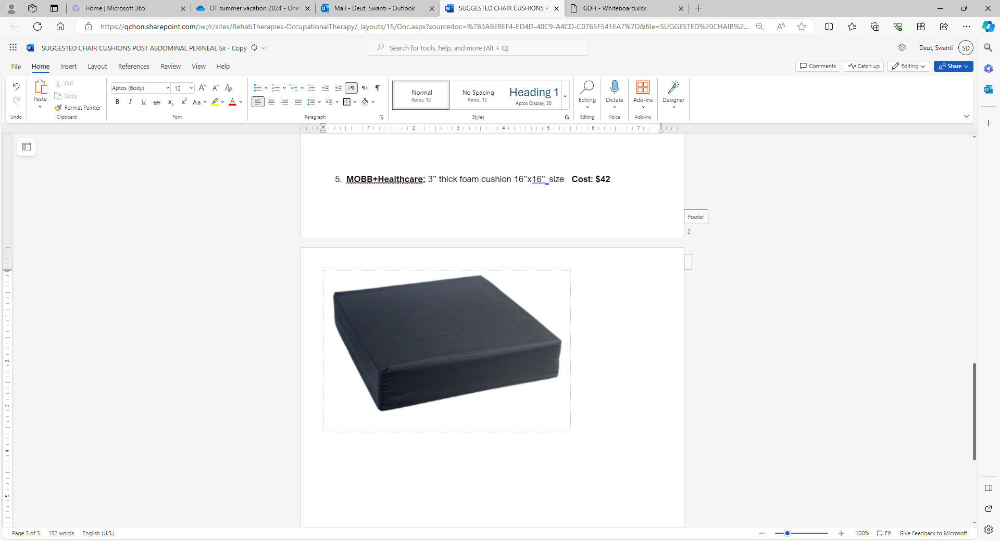 Home | Microsoft 365
OT summer vacation 2024 - One
Mail - Deut, Swanti - Outlook
SUGGESTED CHAIR CUSHIONS P
GDH - Whiteboard.xlsx
https://qchon.sharepoint.com/:w:/r/sites/RehabTherapies-OccupationalTherapy/_layouts/15/Doc.aspx?sourcedoc=%7B3ABE8EF4-ED4D-40C9-A4CD-C0765F541EA7%7D&file=SUGGESTED%20CHAIR%2...
SUGGESTED CHAIR CUSHIONS POST ABDOMINAL PERINEAL Sx - Copy
Search for tools, help, and more (Alt + Q)
Deut, Swanti
SD
File Home Insert Layout References Review View Help
Comments Catch up Editing Share
Paste
Cut
Copy
Format Painter
Aptos (Body) 12
Normal
Aptos, 12
No Spacing
Aptos, 12
Heading 1
Aptos Display, 20
Editing
Dictate
Add-ins
Designer
Undo Clipboard Font Paragraph Styles Editing Voice Add-ins
1 2 3 4 5 6 7
5. MOBB+Healthcare: 3” thick foam cushion 16”x16” size Cost: $42
Footer
2
0
1
2
3
4
5
Page 3 of 3 152 words English (U.S.)
100% Fit Give Feedback to Microsoft